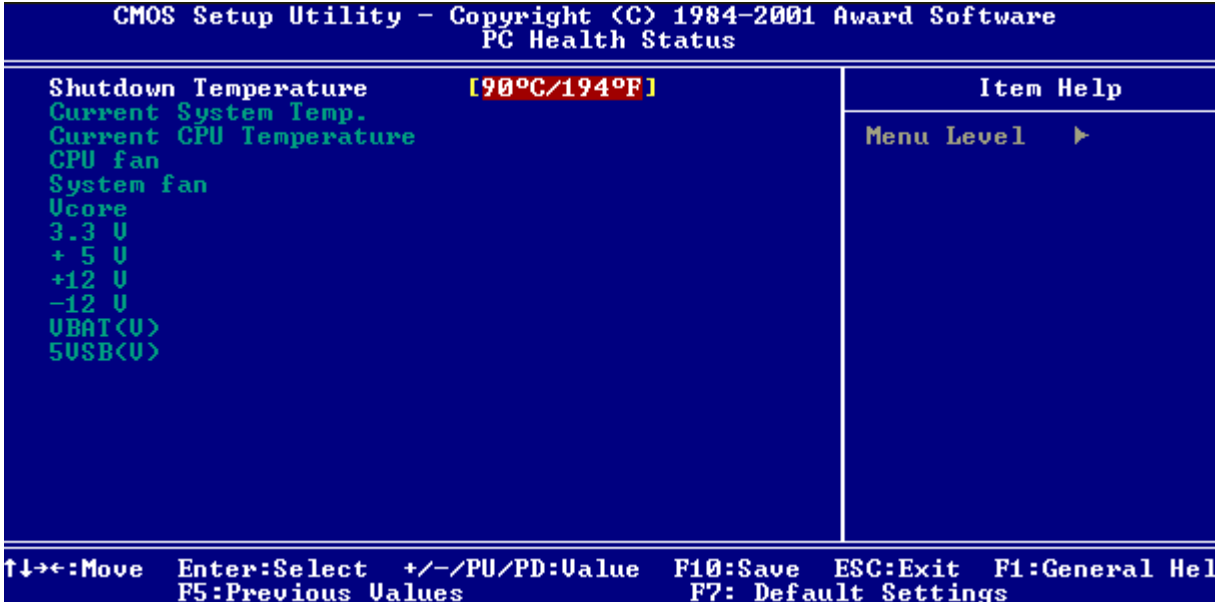 CMOS Setup Utility - Copyright (C) 1984-2001 Award Software
PC Health Status
Shutdown Temperature [90ºC/194ºF]
Current System Temp.
Current CPU Temperature
CPU fan
System fan
Vcore
3.3 V
+ 5 V
+12 V
-12 V
VBAT(V)
5VSB(V)
Item Help
Menu Level ▶
↑↓→←:Move Enter:Select +/-/PU/PD:Value F10:Save ESC:Exit F1:General Hel
F5:Previous Values F7: Default Settings